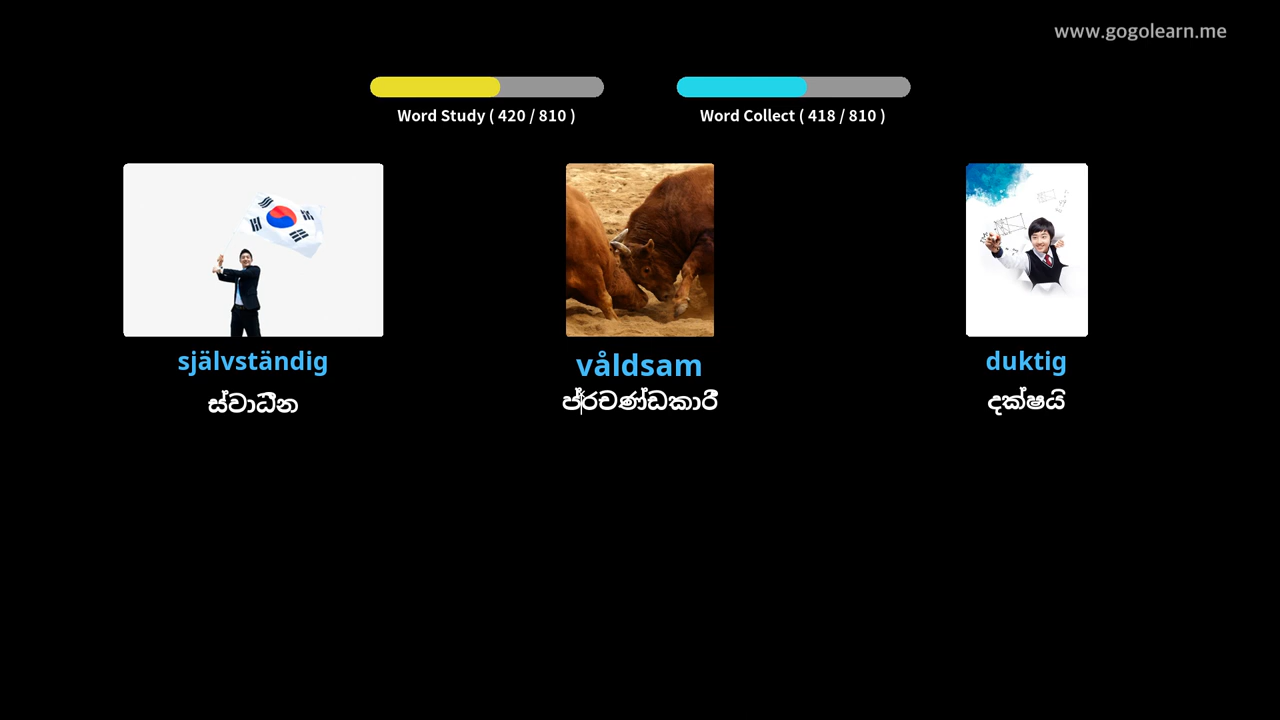 www.gogolearn.me
Word Study ( 420 / 810 )
Word Collect ( 418 / 810 )
självständig
våldsam
duktig
ස්වාධීන
ප්‍රචණ්ඩකාරී
දක්ෂයි